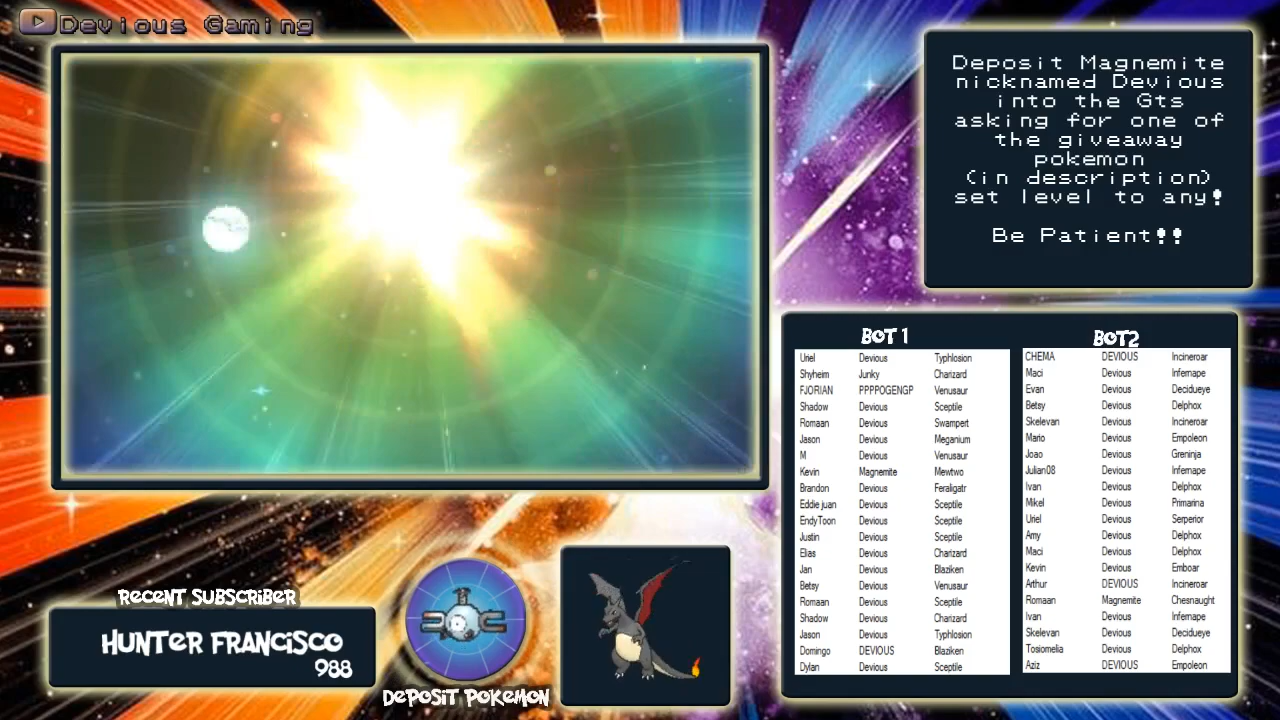 Devious Gaming
Deposit Magnemite
nicknamed Devious
into the Gts
asking for one of
the giveaway
pokemon
(in description)
set level to any!
Be Patient!!
BOT 1
Uriel Devious Typhlosion
Shyheim Junky Charizard
FJORIAN PPPPOGENGP Venusaur
Shadow Devious Sceptile
Romaan Devious Swampert
Jason Devious Meganium
M Devious Venusaur
Kevin Magnemite Mewtwo
Brandon Devious Feraligatr
Eddie juan Devious Sceptile
EndyToon Devious Sceptile
Justin Devious Sceptile
Elias Devious Charizard
Jan Devious Blaziken
Betsy Devious Venusaur
Romaan Devious Sceptile
Shadow Devious Charizard
Jason Devious Typhlosion
Domingo DEVIOUS Blaziken
Dylan Devious Sceptile
BOT2
CHEMA DEVIOUS Incineroar
Maci Devious Infernape
Evan Devious Decidueye
Betsy Devious Delphox
Skelevan Devious Incineroar
Mario Devious Empoleon
Joao Devious Greninja
Julian08 Devious Infernape
Ivan Devious Delphox
Mikel Devious Primarina
Uriel Devious Serperior
Amy Devious Delphox
Maci Devious Delphox
Kevin Devious Emboar
Arthur DEVIOUS Incineroar
Romaan Magnemite Chesnaught
Ivan Devious Infernape
Skelevan Devious Decidueye
Tosiomelia Devious Delphox
Aziz DEVIOUS Empoleon
RECENT SUBSCRIBER
HUNTER FRANCISCO
988
DEPOSIT POKEMON